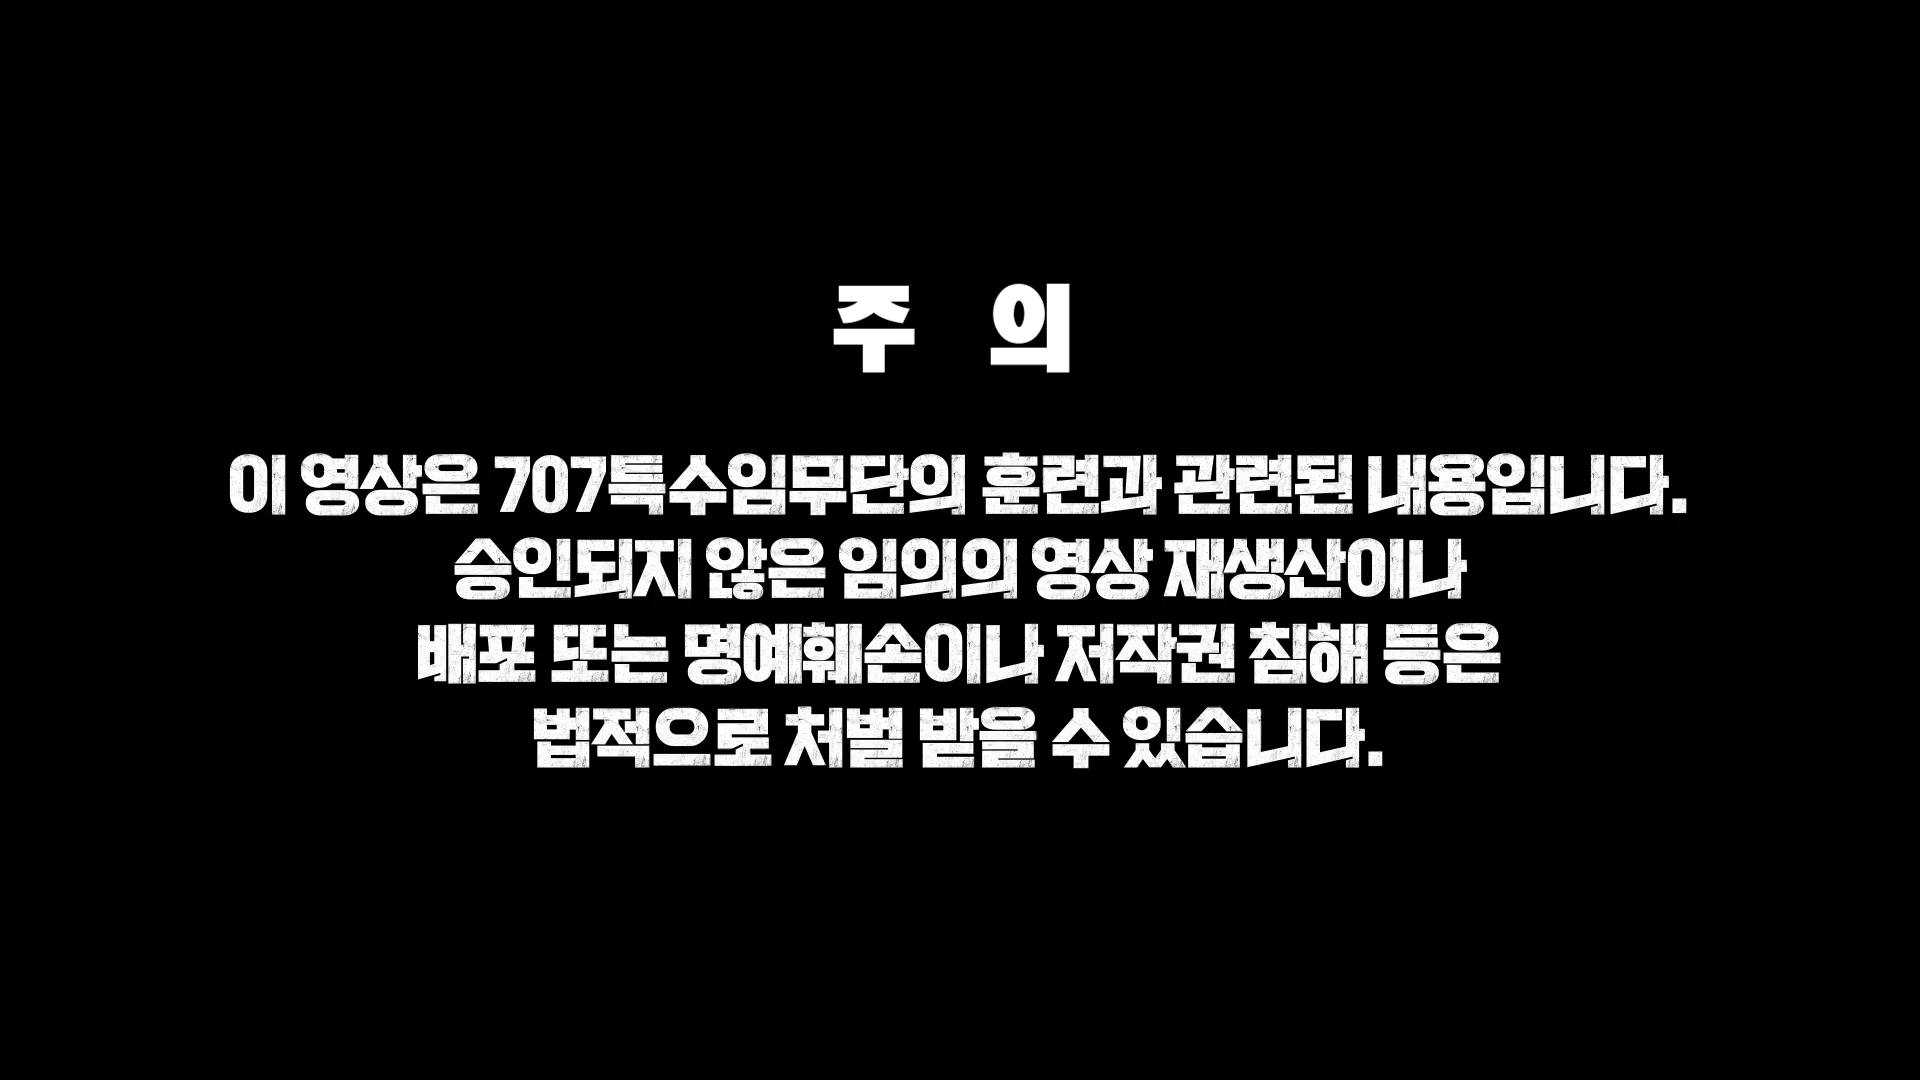 주 의
이 영상은 707특수임무단의 훈련과 관련된 내용입니다.
승인되지 않은 임의의 영상 재생산이나
배포 또는 명예훼손이나 저작권 침해 등은
법적으로 처벌 받을 수 있습니다.